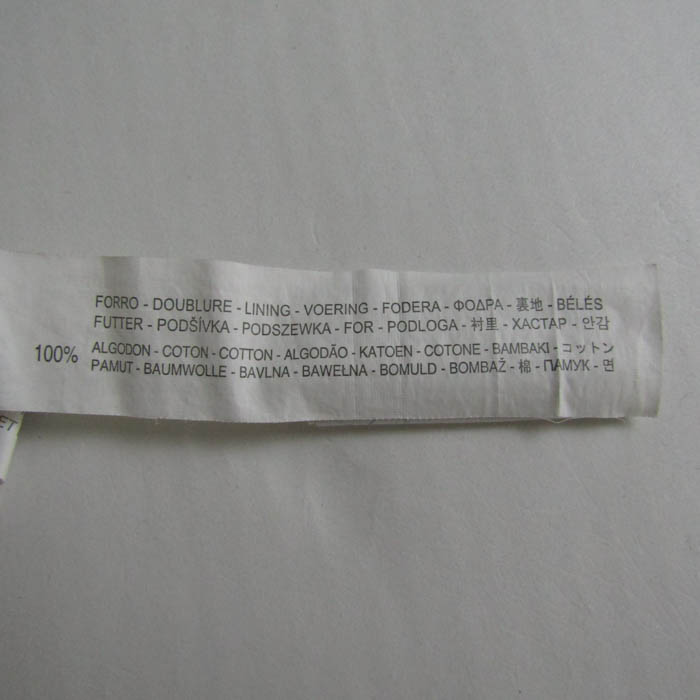 FORRO - DOUBLURE - LINING - VOERING - FODERA - ΦΟΔΡΑ - 裏地 - BÉLÉS
FUTTER - PODŠÍVKA - PODSZEWKA - FOR - PODLOGA - 衬里 - ХАСТАР - 안감
100% ALGODON - COTON - COTTON - ALGODÃO - KATOEN - COTONE - BAMBAKI - コットン
PAMUT - BAUMWOLLE - BAVLNA - BAWEŁNA - BOMULD - BOMBAŽ - 棉 - ПАМУК - 면
ET